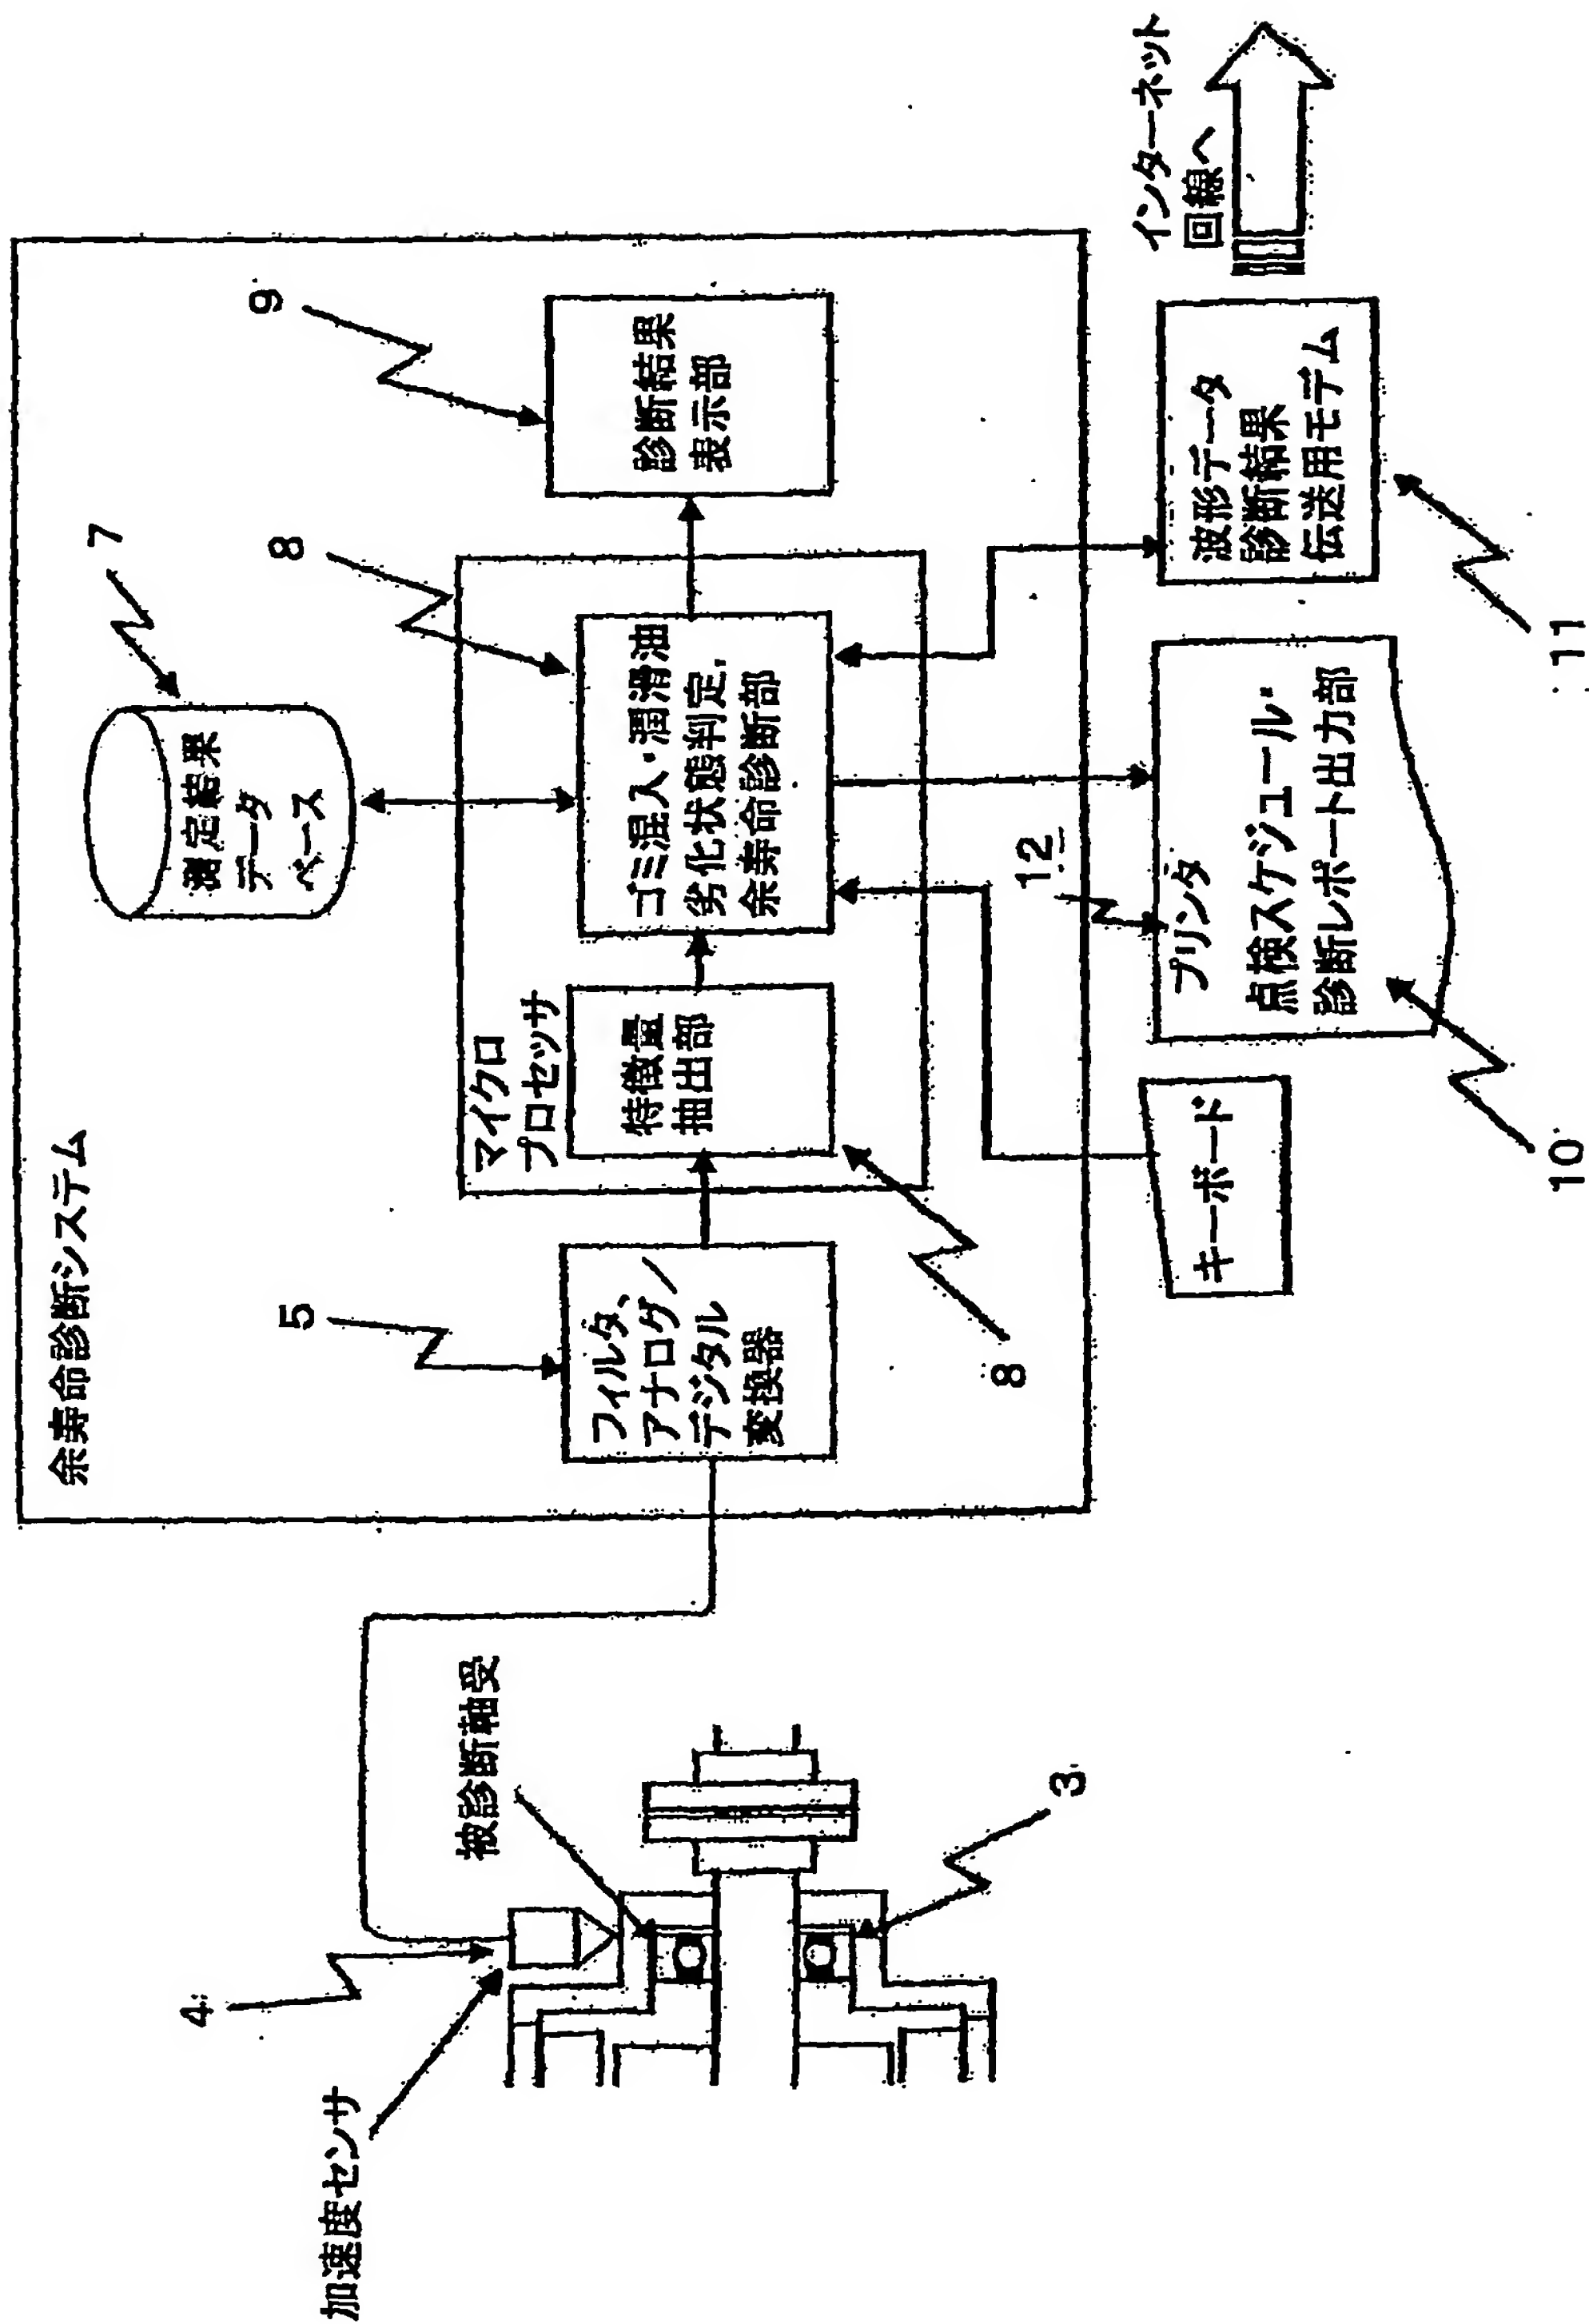 余寿命診断システム
7
測定結果
データ
ベース
9
診断結果
表示部
8
マイクロ
プロセッサ
ゴミ混入・潤滑油
劣化状態判定,
余寿命診断部
特徴量
抽出部
8
5
フィルタ、
アナログ/
デジタル
変換器
4
加速度センサ
被診断軸受
3
キーボード
12
プリンタ
点検スケジュール・
診断レポート出力部
10
波形データ
診断結果
伝送用モデム
11
インターネット
回線へ